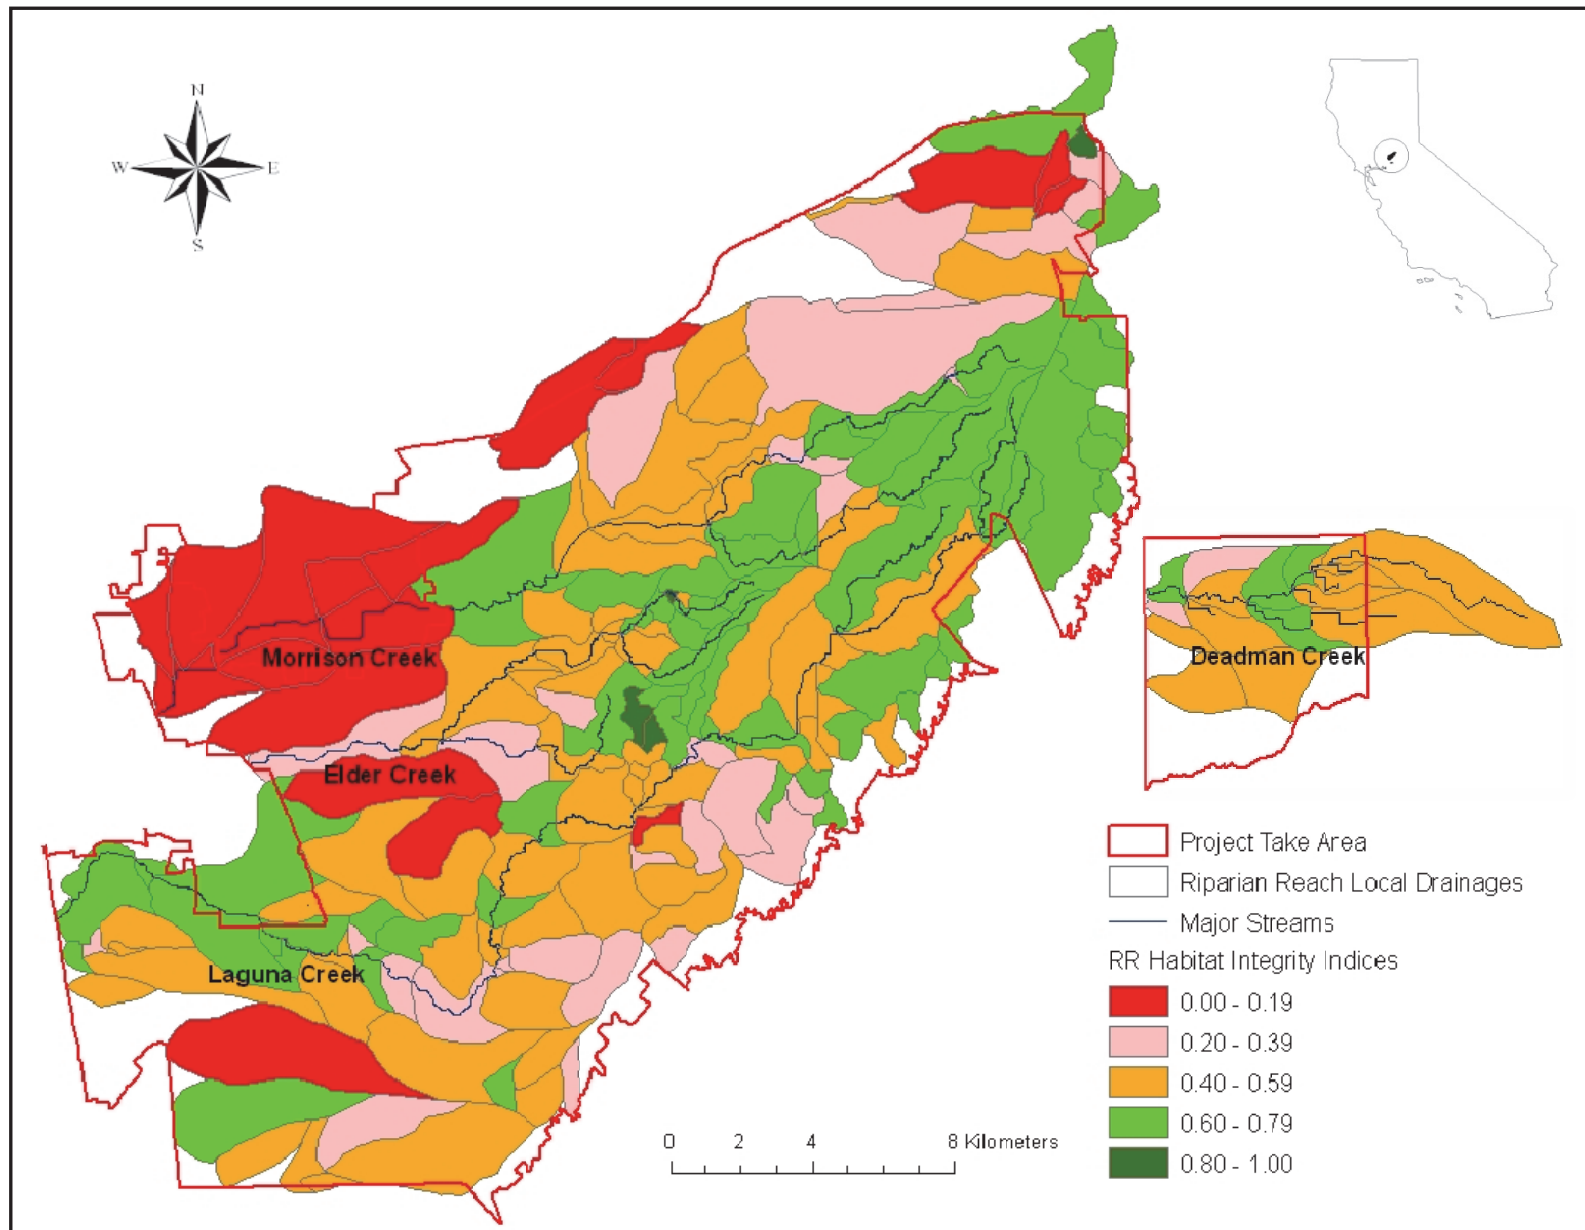 N
W E
S
Morrison Creek
Deadman Creek
Elder Creek
Laguna Creek
Project Take Area
Riparian Reach Local Drainages
Major Streams
RR Habitat Integrity Indices
0.00 - 0.19
0.20 - 0.39
0.40 - 0.59
0.60 - 0.79
0.80 - 1.00
0 2 4 8 Kilometers